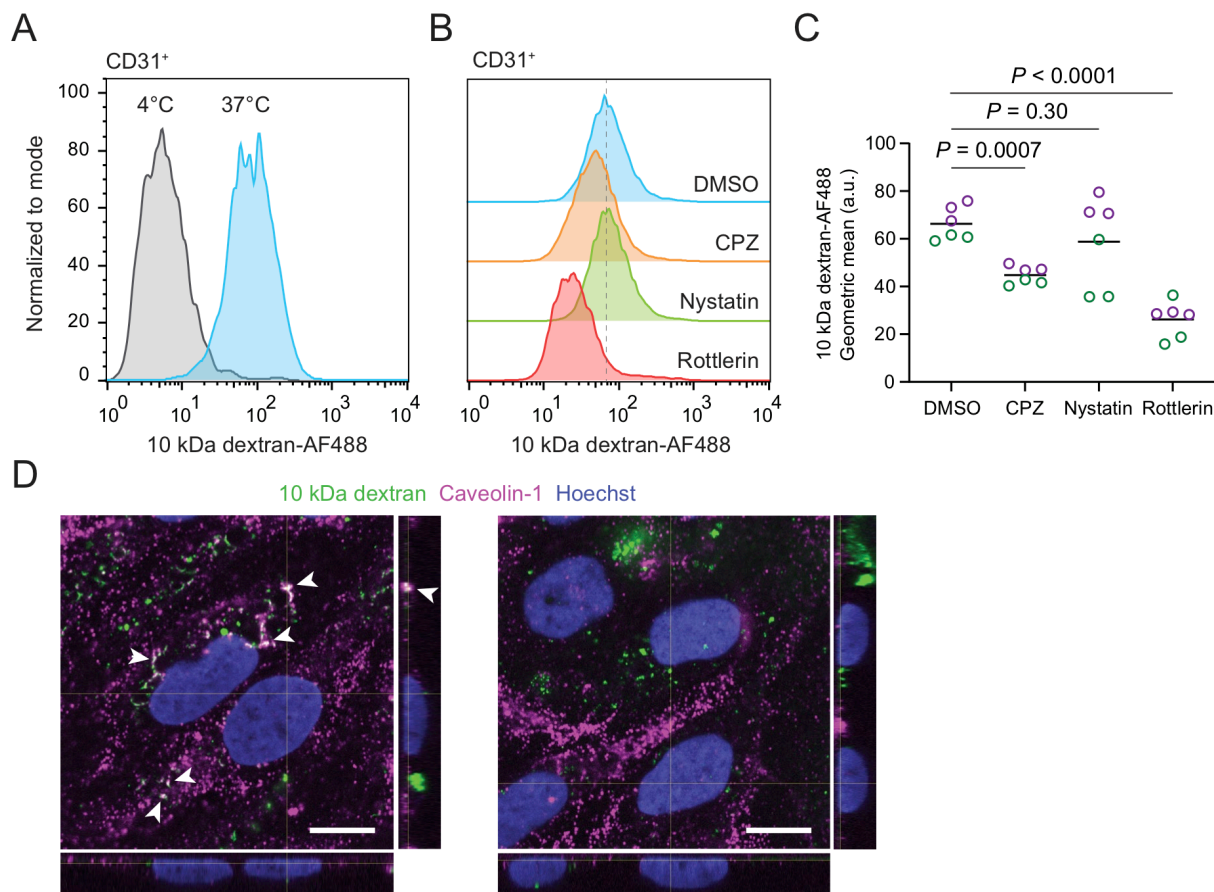 A
CD31⁺
4°C
37°C
100
80
60
40
20
0
Normalized to mode
10⁰ 10¹ 10² 10³ 10⁴
10 kDa dextran-AF488
B
CD31⁺
DMSO
CPZ
Nystatin
Rottlerin
10⁰ 10¹ 10² 10³ 10⁴
10 kDa dextran-AF488
C
P < 0.0001
P = 0.30
P = 0.0007
100
80
60
40
20
0
10 kDa dextran-AF488
Geometric mean (a.u.)
DMSO CPZ Nystatin Rottlerin
D
10 kDa dextran Caveolin-1 Hoechst